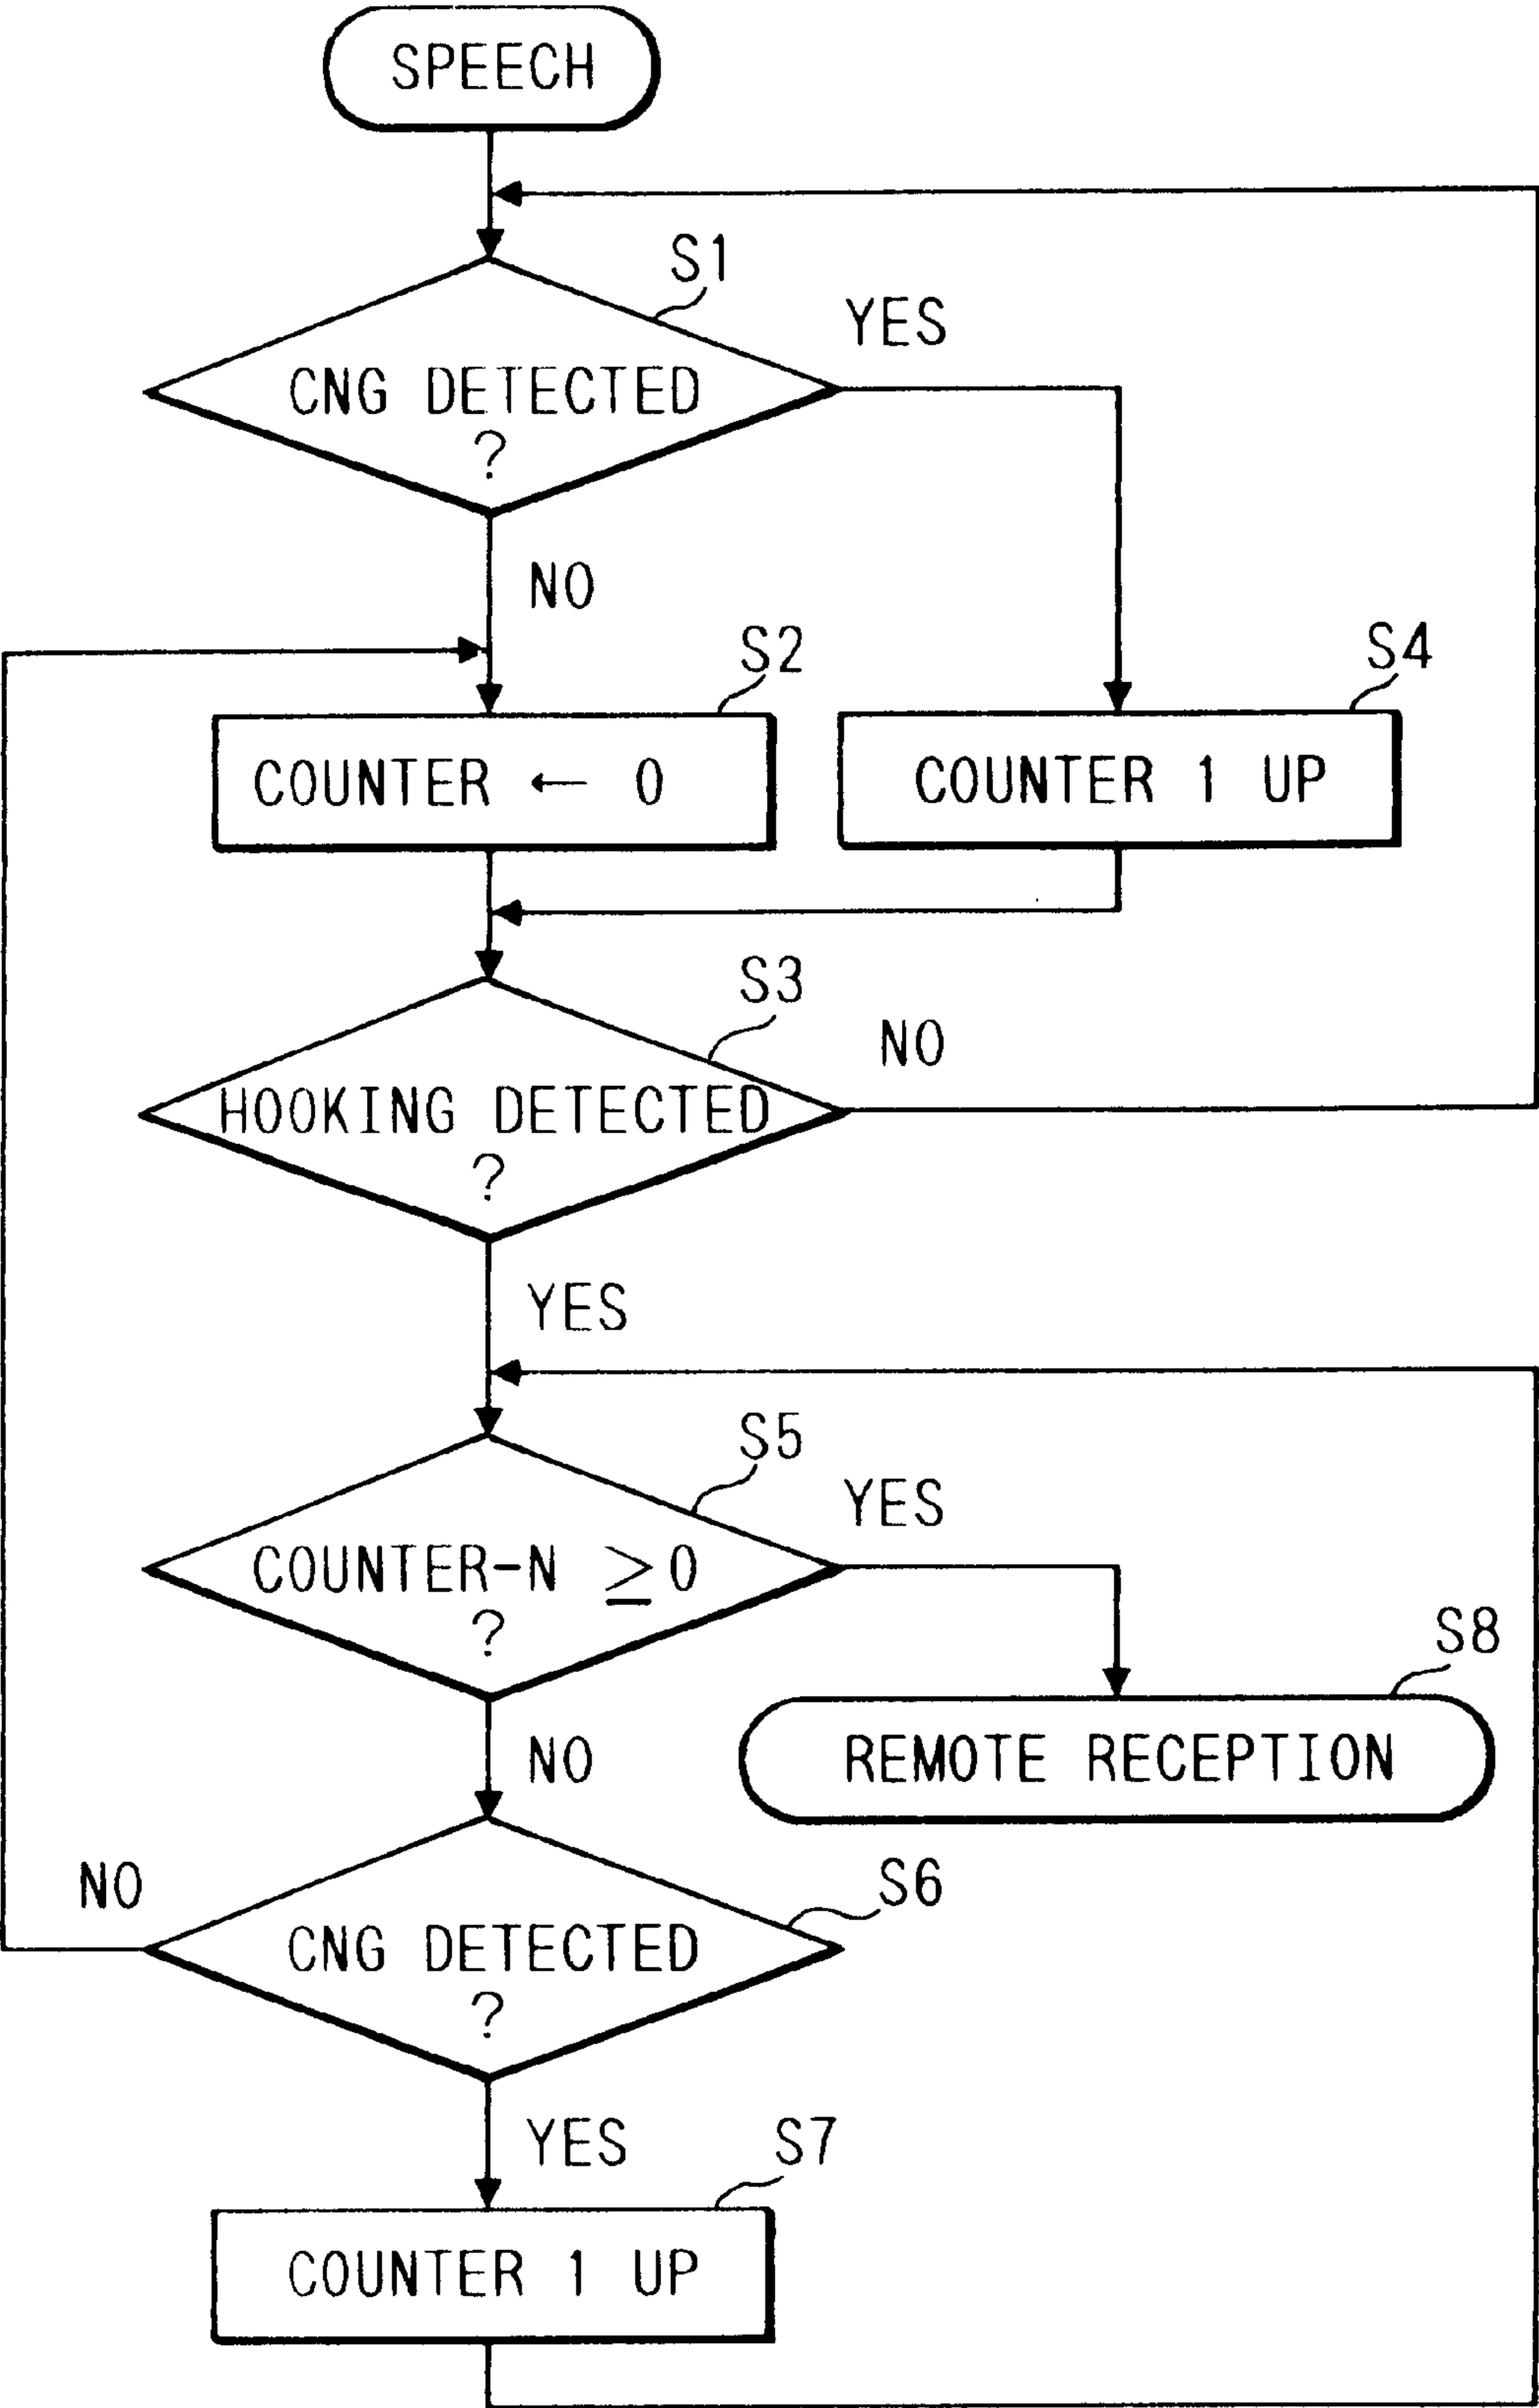 SPEECH
S1
YES
CNG DETECTED
?
NO
S2
S4
COUNTER ← 0
COUNTER 1 UP
S3
NO
HOOKING DETECTED
?
YES
S5
YES
COUNTER-N ≥0
?
S8
NO
REMOTE RECEPTION
NO
S6
CNG DETECTED
?
YES
S7
COUNTER 1 UP